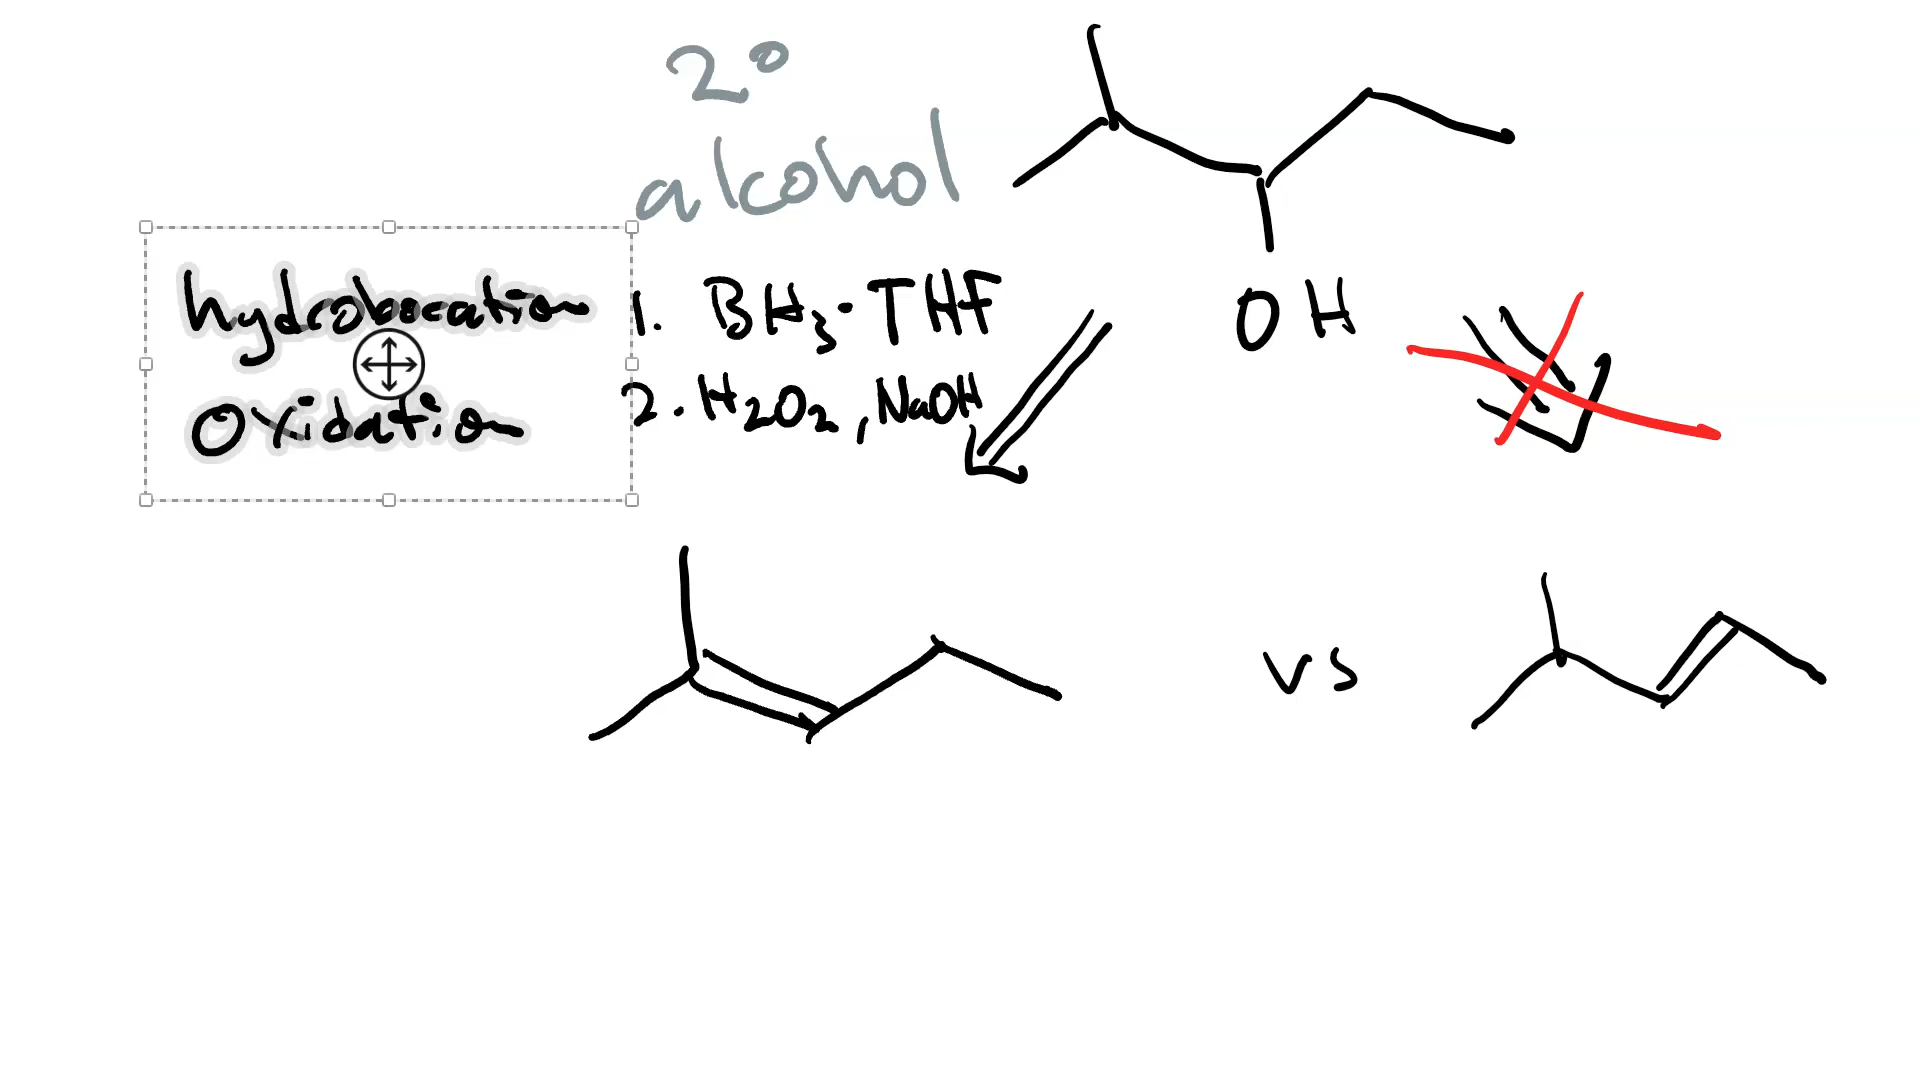 2°
alcohol
hydroboration
oxidation
1. BH₃·THF
2. H₂O₂, NaOH
OH
vs